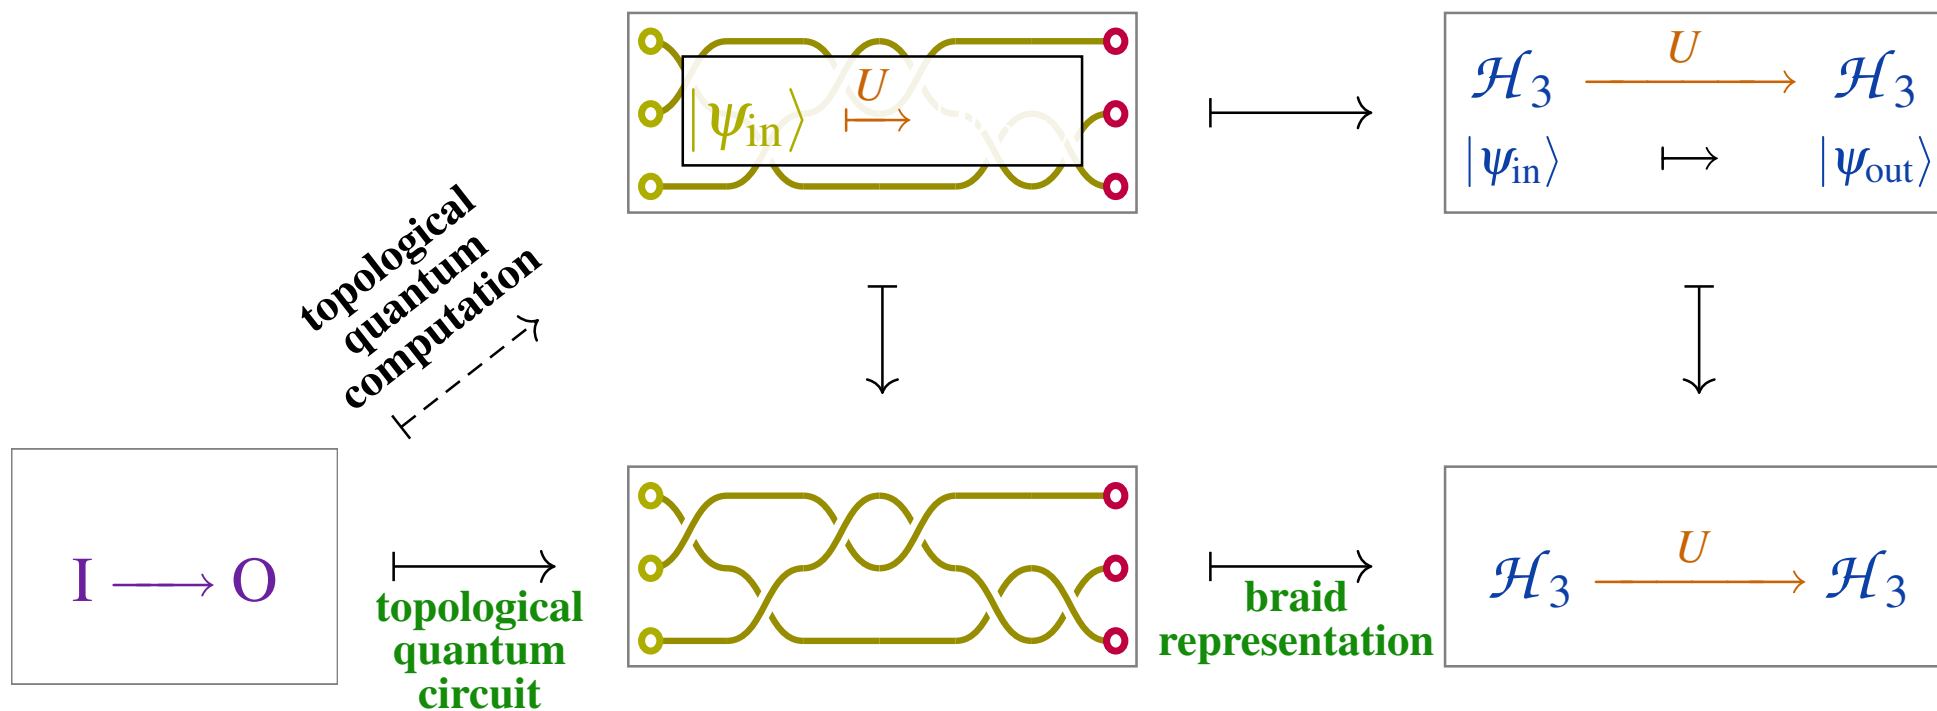 U
|ψin⟩
U
ℋ3 ℋ3
|ψin⟩ |ψout⟩
topological
quantum
computation
I O
topological
quantum
circuit
braid
representation
U
ℋ3 ℋ3